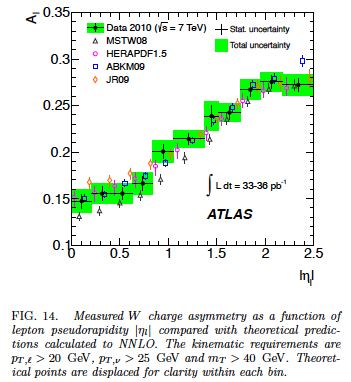 A_l
0.35
0.3
0.25
0.2
0.15
0.1
Data 2010 (√s = 7 TeV)
MSTW08
HERAPDF1.5
ABKM09
JR09
Stat. uncertainty
Total uncertainty
∫ L dt = 33-36 pb⁻¹
ATLAS
0 0.5 1 1.5 2 2.5
|η_l|
FIG. 14. Measured W charge asymmetry as a function of
lepton pseudorapidity |η_l| compared with theoretical predic-
tions calculated to NNLO. The kinematic requirements are
p_{T,ℓ} > 20 GeV, p_{T,ν} > 25 GeV and m_T > 40 GeV. Theoret-
ical points are displaced for clarity within each bin.